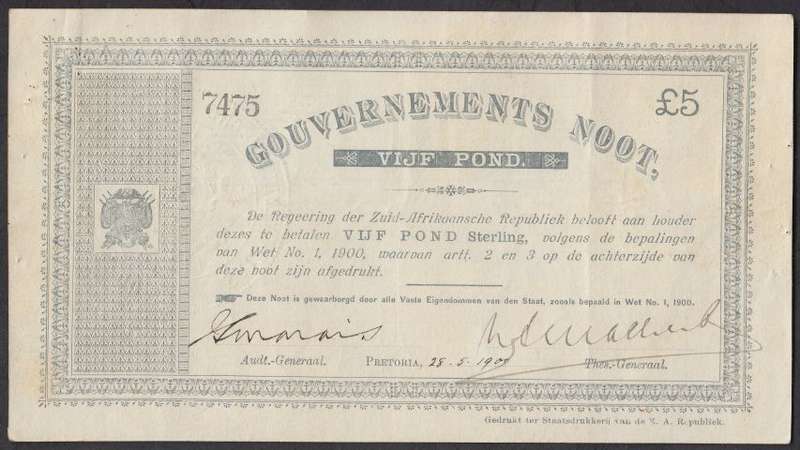 7475
£5
GOUVERNEMENTS NOOT,
VIJF POND.
De Regeering der Zuid-Afrikaansche Republiek belooft aan houder
dezes te betalen VIJF POND Sterling, volgens de bepalingen
van Wet No. 1, 1900, waarvan artt. 2 en 3 op de achterzijde van
deze noot zijn afgedrukt.
Deze Noot is gewaarborgd door alle Vaste Eigendommen van den Staat, zooals bepaald in Wet No. 1, 1900.
Audt.-Generaal. PRETORIA, 28-5-1900 Thes.-Generaal.
Gedrukt ter Staatsdrukkerij van de Z. A. Republiek.